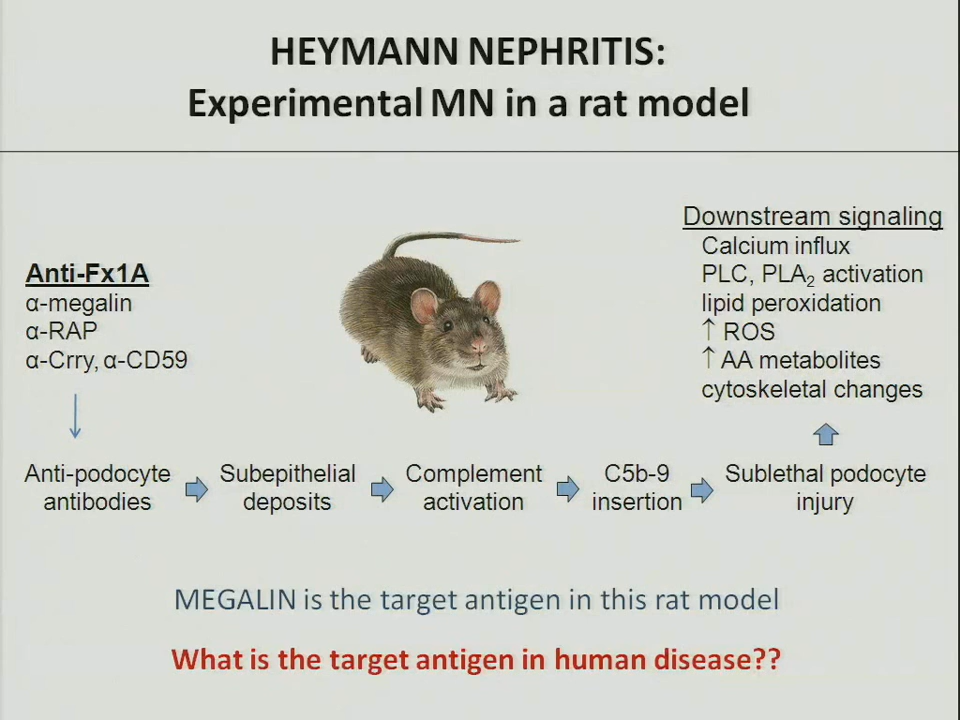 HEYMANN NEPHRITIS:
Experimental MN in a rat model
Anti-Fx1A
α-megalin
α-RAP
α-Crry, α-CD59
Downstream signaling
Calcium influx
PLC, PLA₂ activation
lipid peroxidation
↑ ROS
↑ AA metabolites
cytoskeletal changes
Anti-podocyte
antibodies
Subepithelial
deposits
Complement
activation
C5b-9
insertion
Sublethal podocyte
injury
MEGALIN is the target antigen in this rat model
What is the target antigen in human disease??